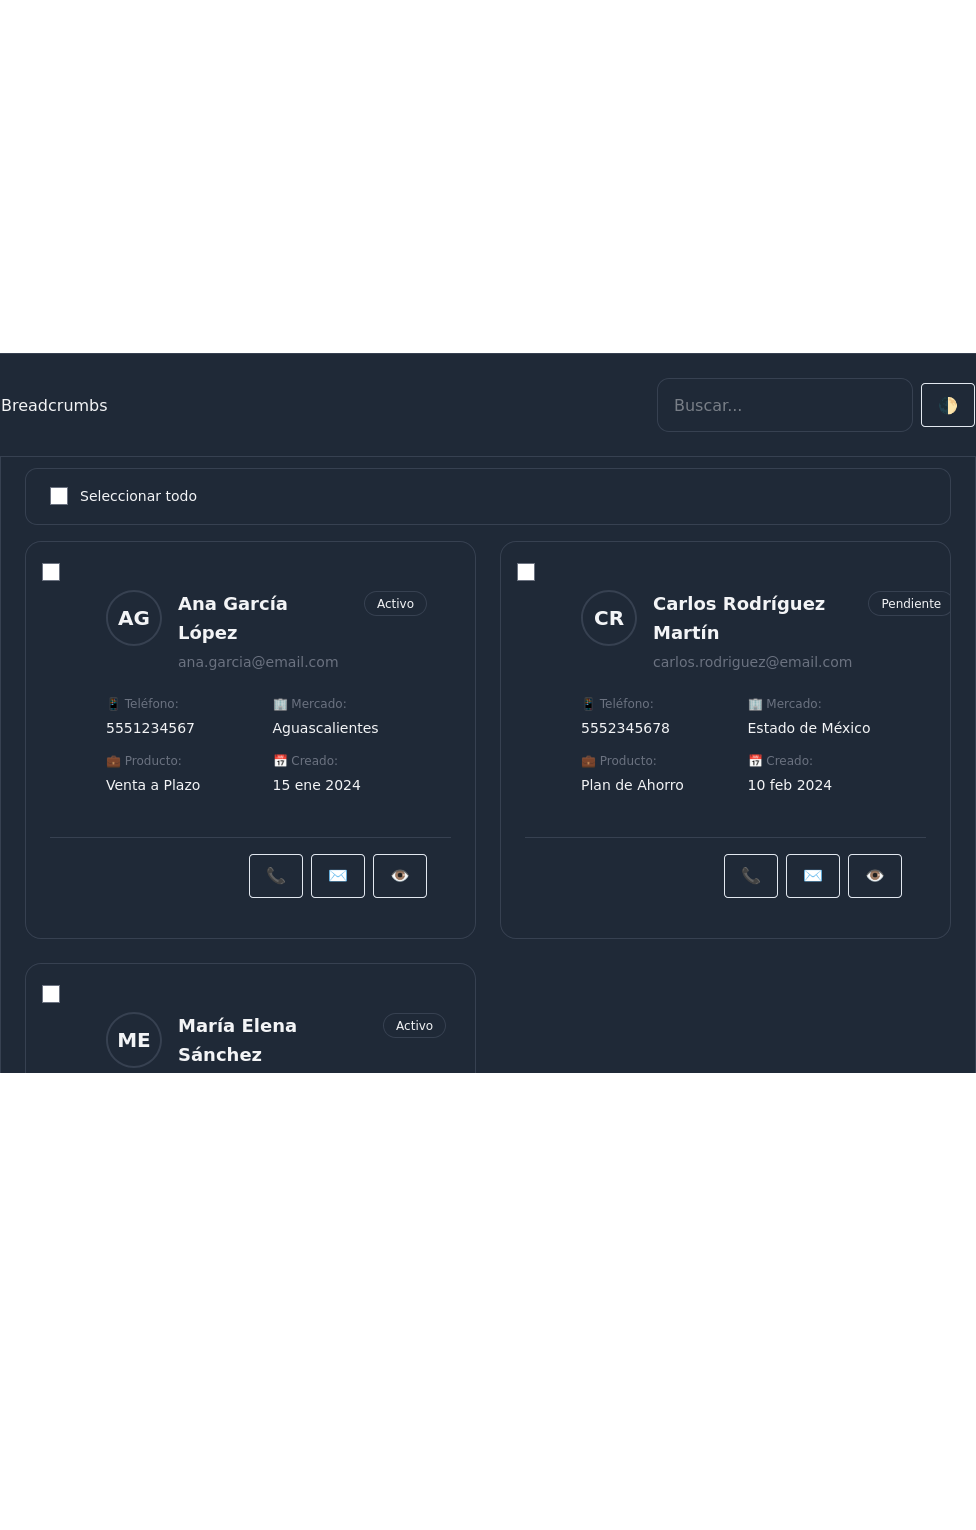 Breadcrumbs
Buscar...
Seleccionar todo
AG
Ana García
López
Activo
ana.garcia@email.com
Teléfono:
Mercado:
5551234567
Aguascalientes
Producto:
Creado:
Venta a Plazo
15 ene 2024
CR
Carlos Rodríguez
Martín
Pendiente
carlos.rodriguez@email.com
Teléfono:
Mercado:
5552345678
Estado de México
Producto:
Creado:
Plan de Ahorro
10 feb 2024
ME
María Elena
Sánchez
Activo